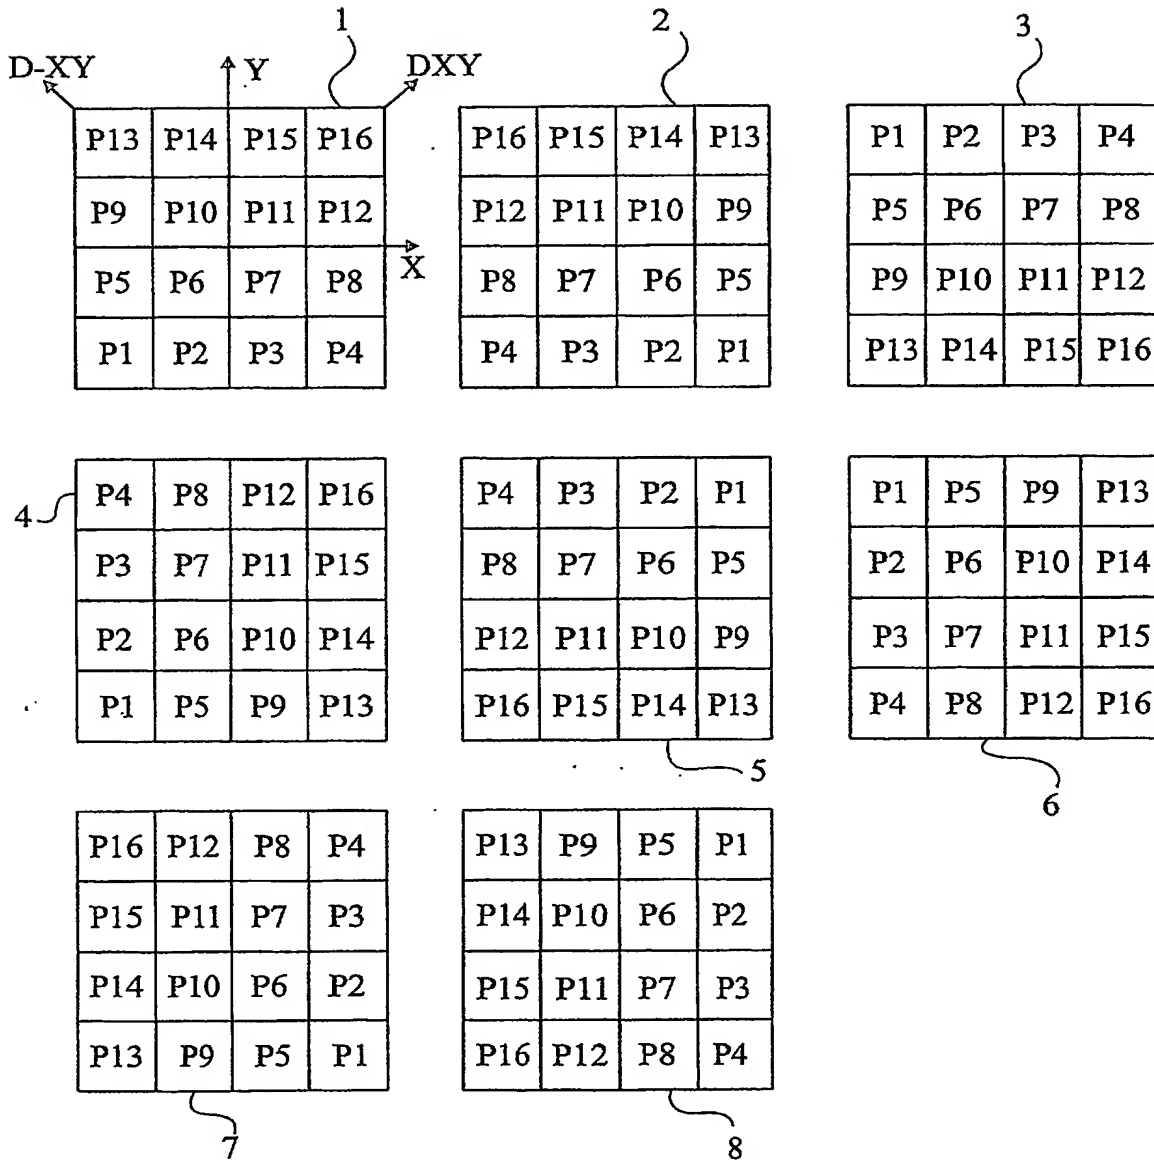 1 2 3
D-XY Y DXY
P13 P14 P15 P16 P16 P15 P14 P13 P1 P2 P3 P4
P9 P10 P11 P12 P12 P11 P10 P9 P5 P6 P7 P8
X
P5 P6 P7 P8 P8 P7 P6 P5 P9 P10 P11 P12
P1 P2 P3 P4 P4 P3 P2 P1 P13 P14 P15 P16
P4 P8 P12 P16 P4 P3 P2 P1 P1 P5 P9 P13
4
P3 P7 P11 P15 P8 P7 P6 P5 P2 P6 P10 P14
P2 P6 P10 P14 P12 P11 P10 P9 P3 P7 P11 P15
P1 P5 P9 P13 P16 P15 P14 P13 P4 P8 P12 P16
5 6
P16 P12 P8 P4 P13 P9 P5 P1
P15 P11 P7 P3 P14 P10 P6 P2
P14 P10 P6 P2 P15 P11 P7 P3
P13 P9 P5 P1 P16 P12 P8 P4
7 8